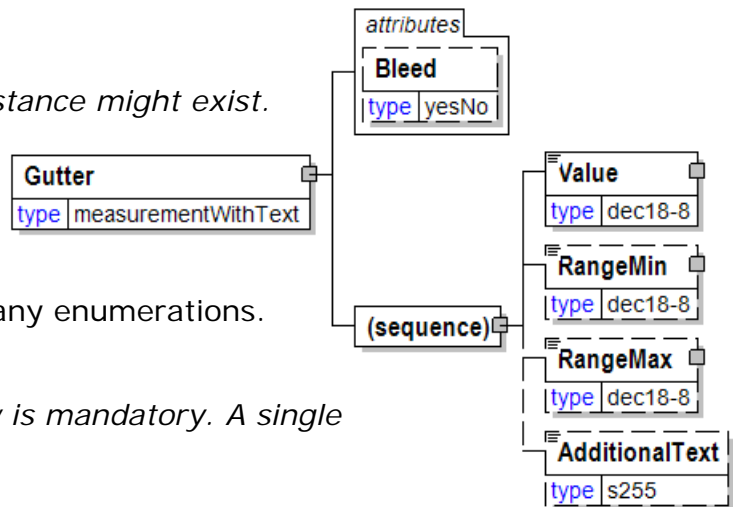 attributes
Bleed
type yesNo
stance might exist.
Gutter
type measurementWithText
Value
type dec18-8
RangeMin
type dec18-8
any enumerations.
(sequence)
RangeMax
type dec18-8
is mandatory. A single
AdditionalText
type s255